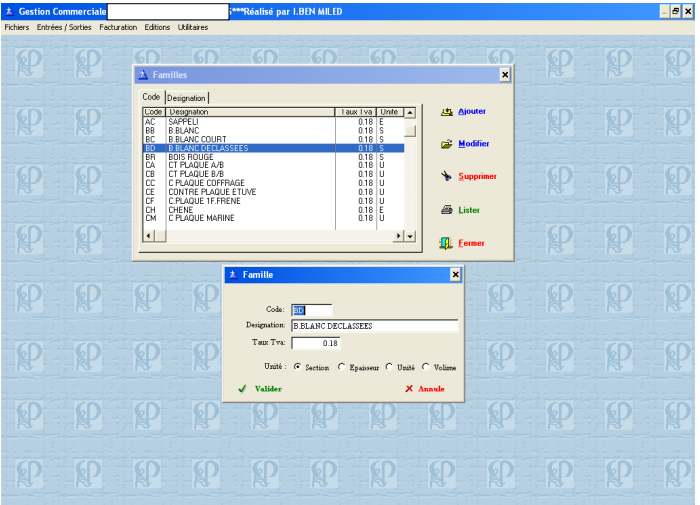 Gestion Commerciale ***Réalisé par I.BEN MILED
Fichiers Entrées / Sorties Facturation Editions Utilitaires
Familles
Code Designation
Code Designation Taux Tva Unite
AC SAPPELI 0.18 E
BB B.BLANC 0.18 S
BC B.BLANC COURT 0.18 S
BD B.BLANC DECLASSEES 0.18 S
BR BOIS ROUGE 0.18 S
CA CT PLAQUE A/B 0.18 U
CB CT PLAQUE B/B 0.18 U
CC C PLAQUE COFFRAGE 0.18 U
CE CONTRE PLAQUE ETUVE 0.18 U
CF C.PLAQUE 1F.FRENE 0.18 U
CH CHENE 0.18 E
CM C PLAQUE MARINE 0.18 U
Ajouter
Modifier
Supprimer
Lister
Fermer
Famille
Code: BD
Designation: B.BLANC DECLASSEES
Taux Tva: 0.18
Unité : Section Epaisseur Unité Volume
Valider Annule